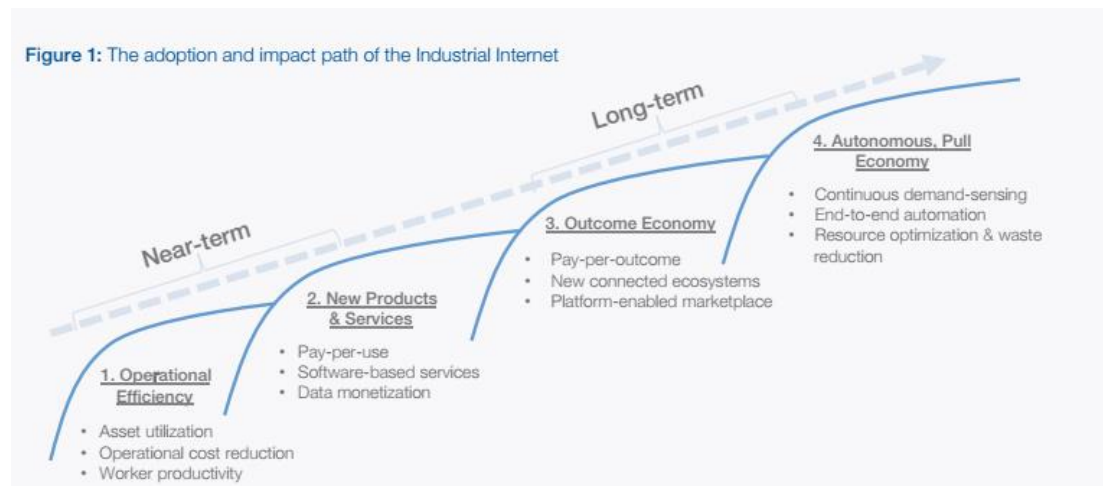 Figure 1: The adoption and impact path of the Industrial Internet
Near-term
Long-term
1. Operational
Efficiency
• Asset utilization
• Operational cost reduction
• Worker productivity
2. New Products
& Services
• Pay-per-use
• Software-based services
• Data monetization
3. Outcome Economy
• Pay-per-outcome
• New connected ecosystems
• Platform-enabled marketplace
4. Autonomous, Pull
Economy
• Continuous demand-sensing
• End-to-end automation
• Resource optimization & waste
reduction